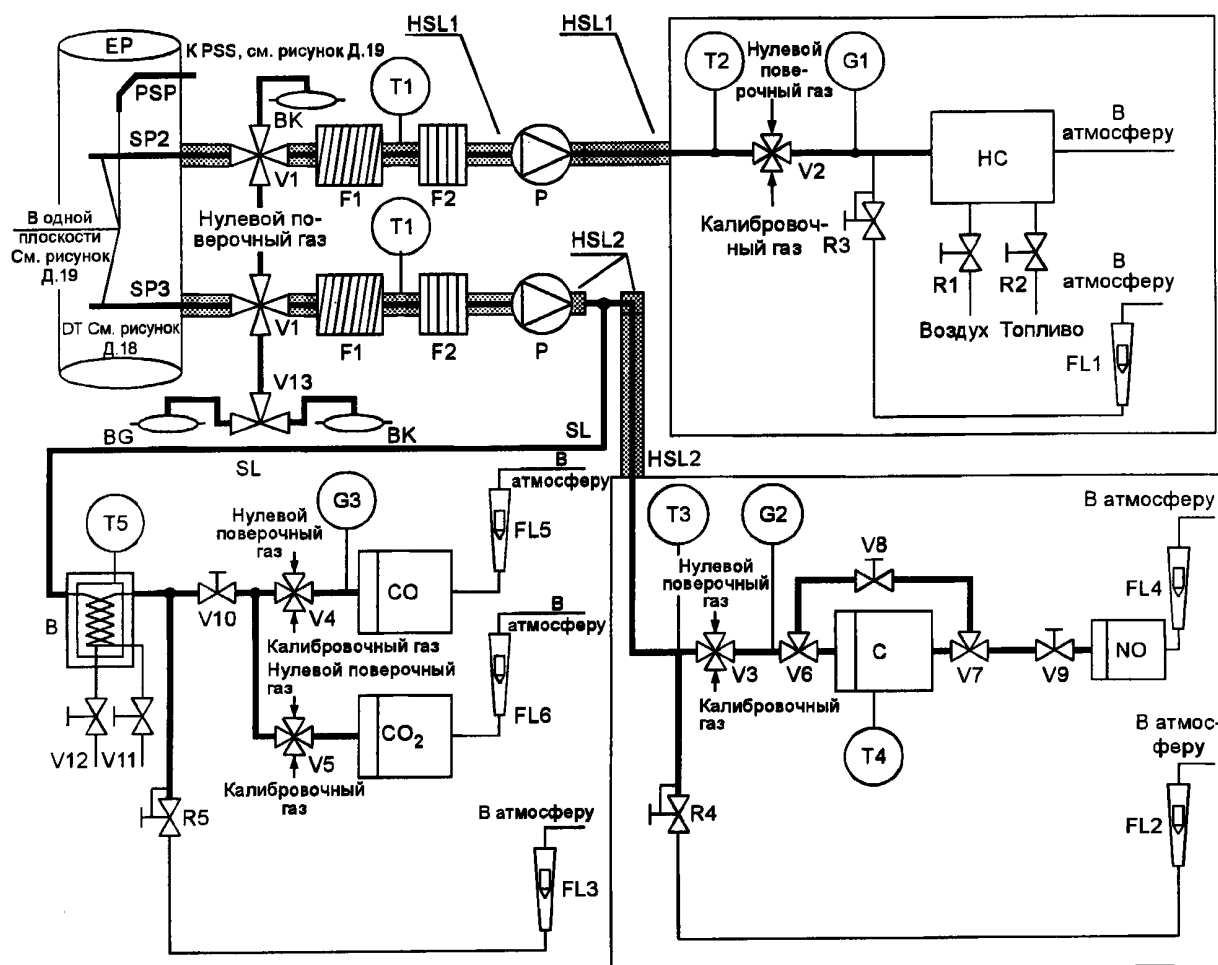 HSL1
HSL1
EP
К PSS, см. рисунок Д.19
PSP
BK
T1
T2
Нулевой
пове-
рочный газ
G1
В
атмосферу
SP2
V1
F1
F2
P
V2
HC
В одной
плоскости
См. рисунок
Д.19
Нулевой по-
верочный газ
T1
HSL2
Калибровоч-
ный газ
R3
R1
R2
В
атмосферу
SP3
V1
F1
F2
P
Воздух
Топливо
DT См. рисунок
Д.18
FL1
V13
BG
BK
SL
SL
HSL2
В
атмосферу
T5
Нулевой
поверочный
газ
G3
FL5
T3
G2
V8
В атмосферу
Нулевой
поверочный
газ
FL4
B
V10
V4
CO
В
атмосферу
Калибровочный газ
Нулевой поверочный
газ
V3
V6
C
V7
V9
NO
Калибровочный
газ
FL6
CO₂
V12
V11
V5
Калибровочный
газ
T4
В атмос-
феру
R5
В атмосферу
R4
FL2
FL3